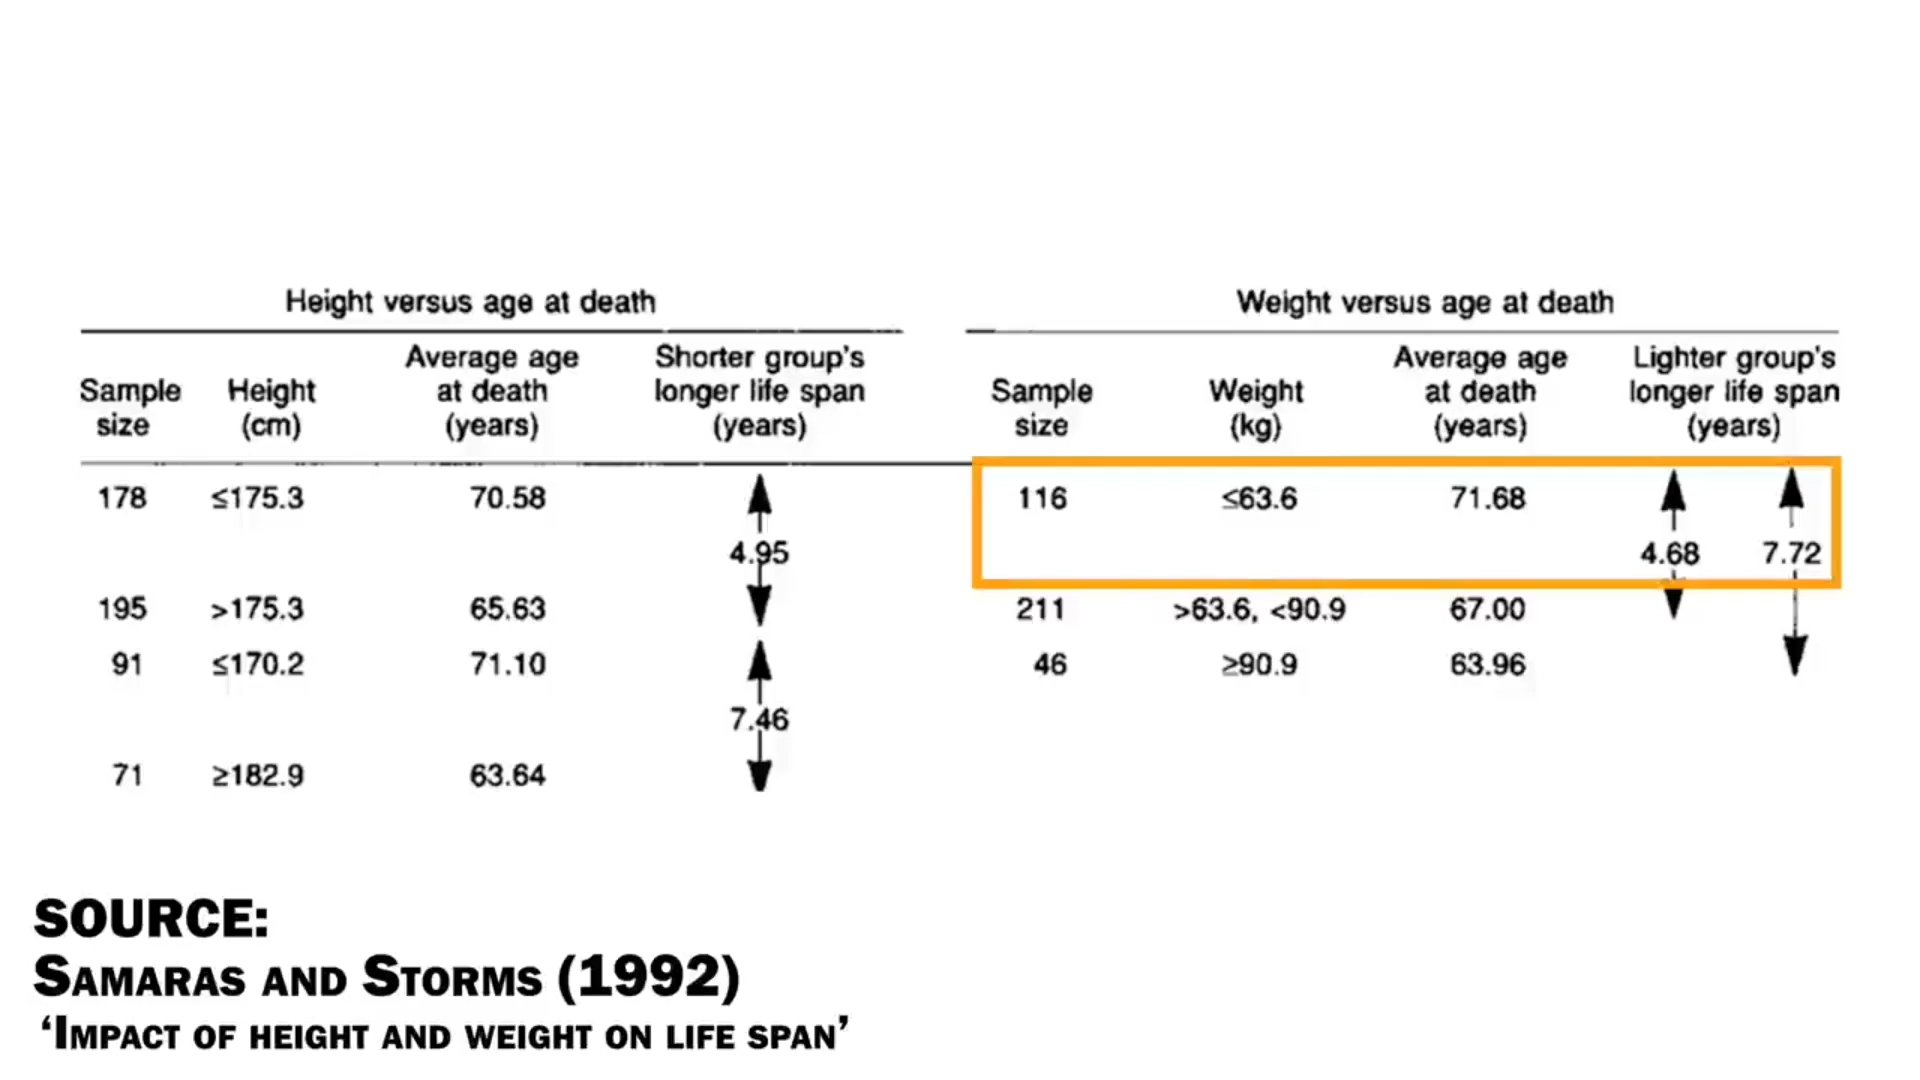 Height versus age at death
Weight versus age at death
Sample size
Height (cm)
Average age at death (years)
Shorter group's longer life span (years)
Sample size
Weight (kg)
Average age at death (years)
Lighter group's longer life span (years)
178 ≤175.3 70.58
116 ≤63.6 71.68
4.95
4.68 7.72
195 >175.3 65.63
211 >63.6, <90.9 67.00
91 ≤170.2 71.10
46 ≥90.9 63.96
7.46
71 ≥182.9 63.64
SOURCE:
SAMARAS AND STORMS (1992)
‘IMPACT OF HEIGHT AND WEIGHT ON LIFE SPAN’